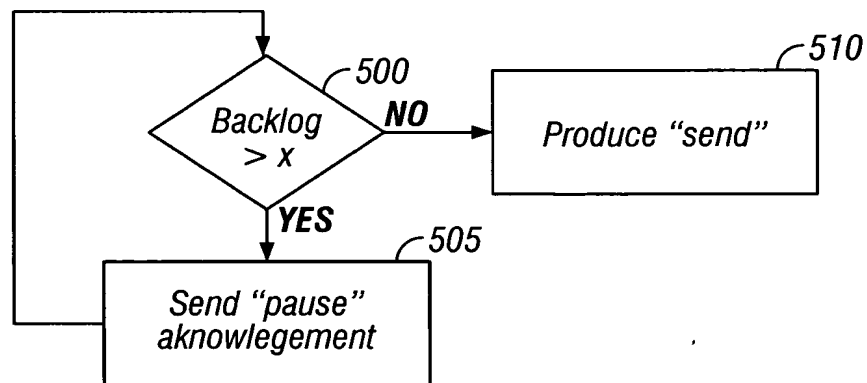 500
Backlog
> x
NO
510
Produce “send”
YES
505
Send “pause”
aknowlegement